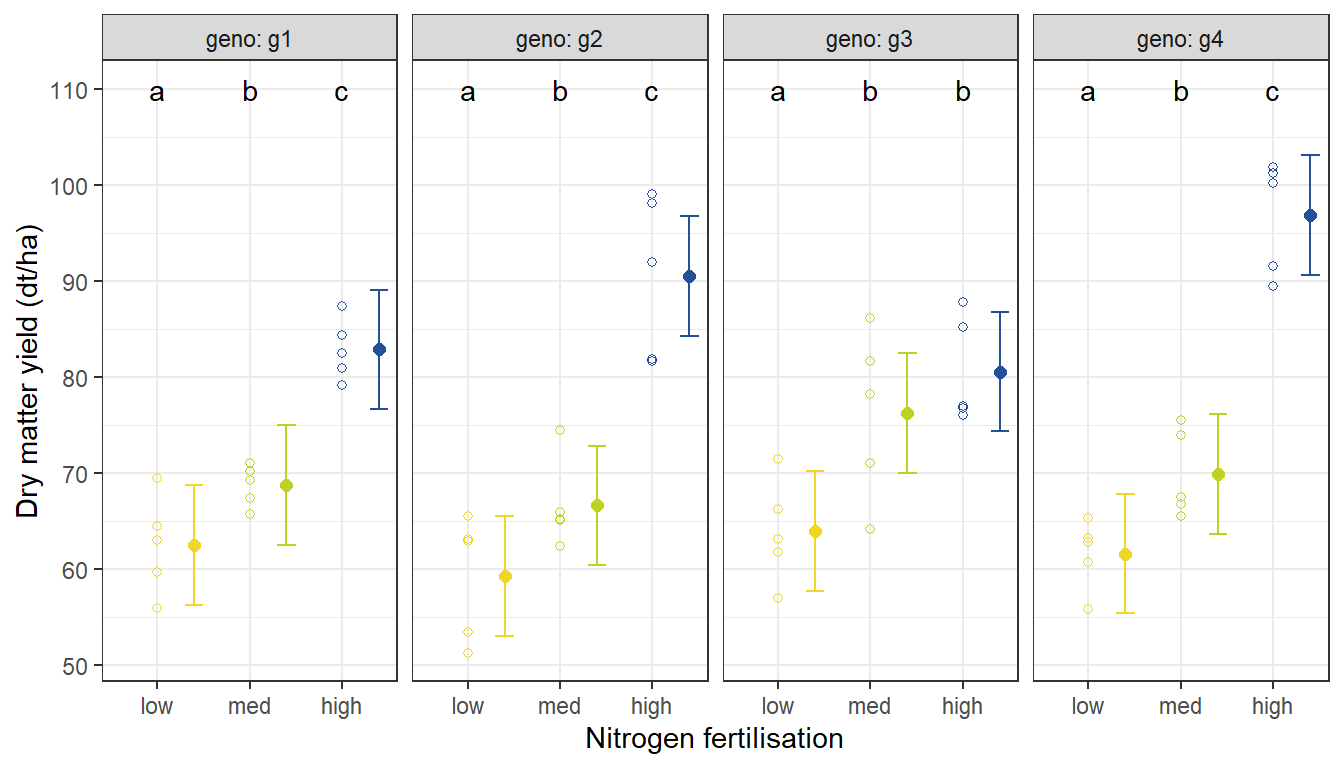 geno: g1 geno: g2 geno: g3 geno: g4
110 a b c a b c a b b a b c
100
90
80
70
60
50
low med high low med high low med high low med high
Nitrogen fertilisation
Dry matter yield (dt/ha)